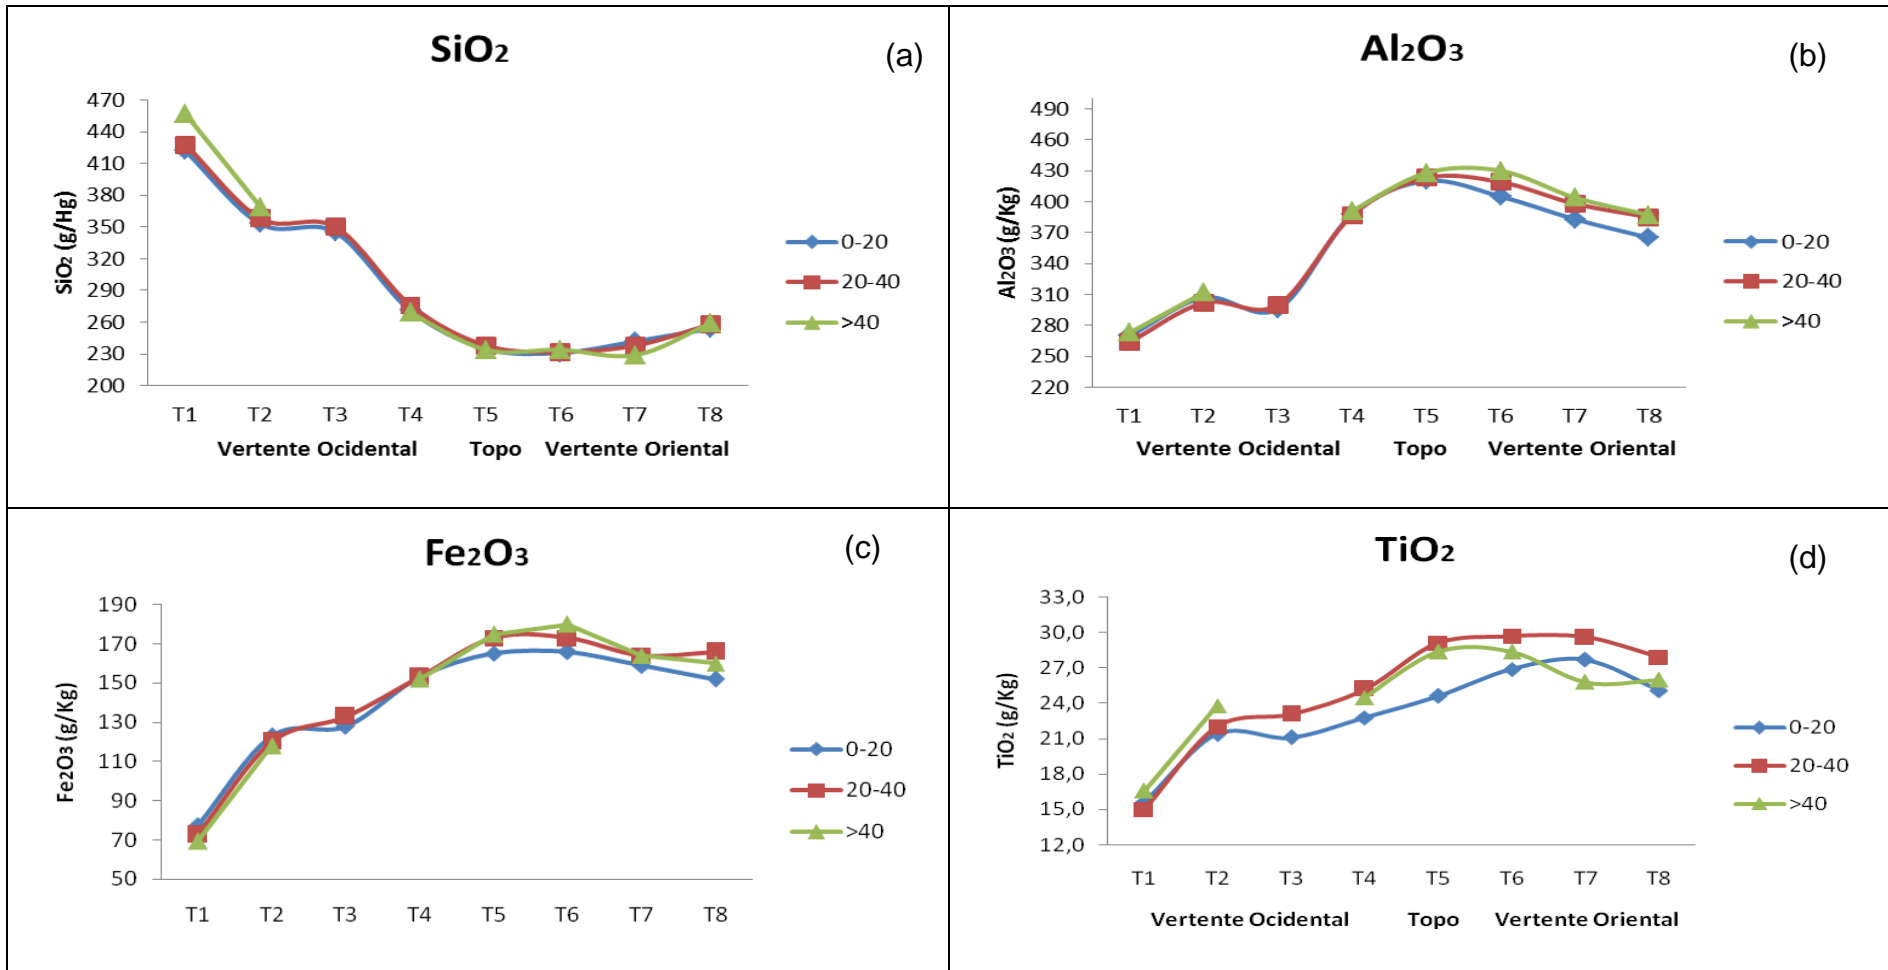 SiO2
(a)
SiO2 (g/Hg)
470
440
410
380
350
320
290
260
230
200
T1 T2 T3 T4 T5 T6 T7 T8
Vertente Ocidental Topo Vertente Oriental
0-20
20-40
>40
Al2O3
(b)
Al2O3 (g/Kg)
490
460
430
400
370
340
310
280
250
220
T1 T2 T3 T4 T5 T6 T7 T8
Vertente Ocidental Topo Vertente Oriental
0-20
20-40
>40
Fe2O3
(c)
Fe2O3 (g/Kg)
190
170
150
130
110
90
70
50
T1 T2 T3 T4 T5 T6 T7 T8
0-20
20-40
>40
TiO2
(d)
TiO2 (g/Kg)
33,0
30,0
27,0
24,0
21,0
18,0
15,0
12,0
T1 T2 T3 T4 T5 T6 T7 T8
Vertente Ocidental Topo Vertente Oriental
0-20
20-40
>40